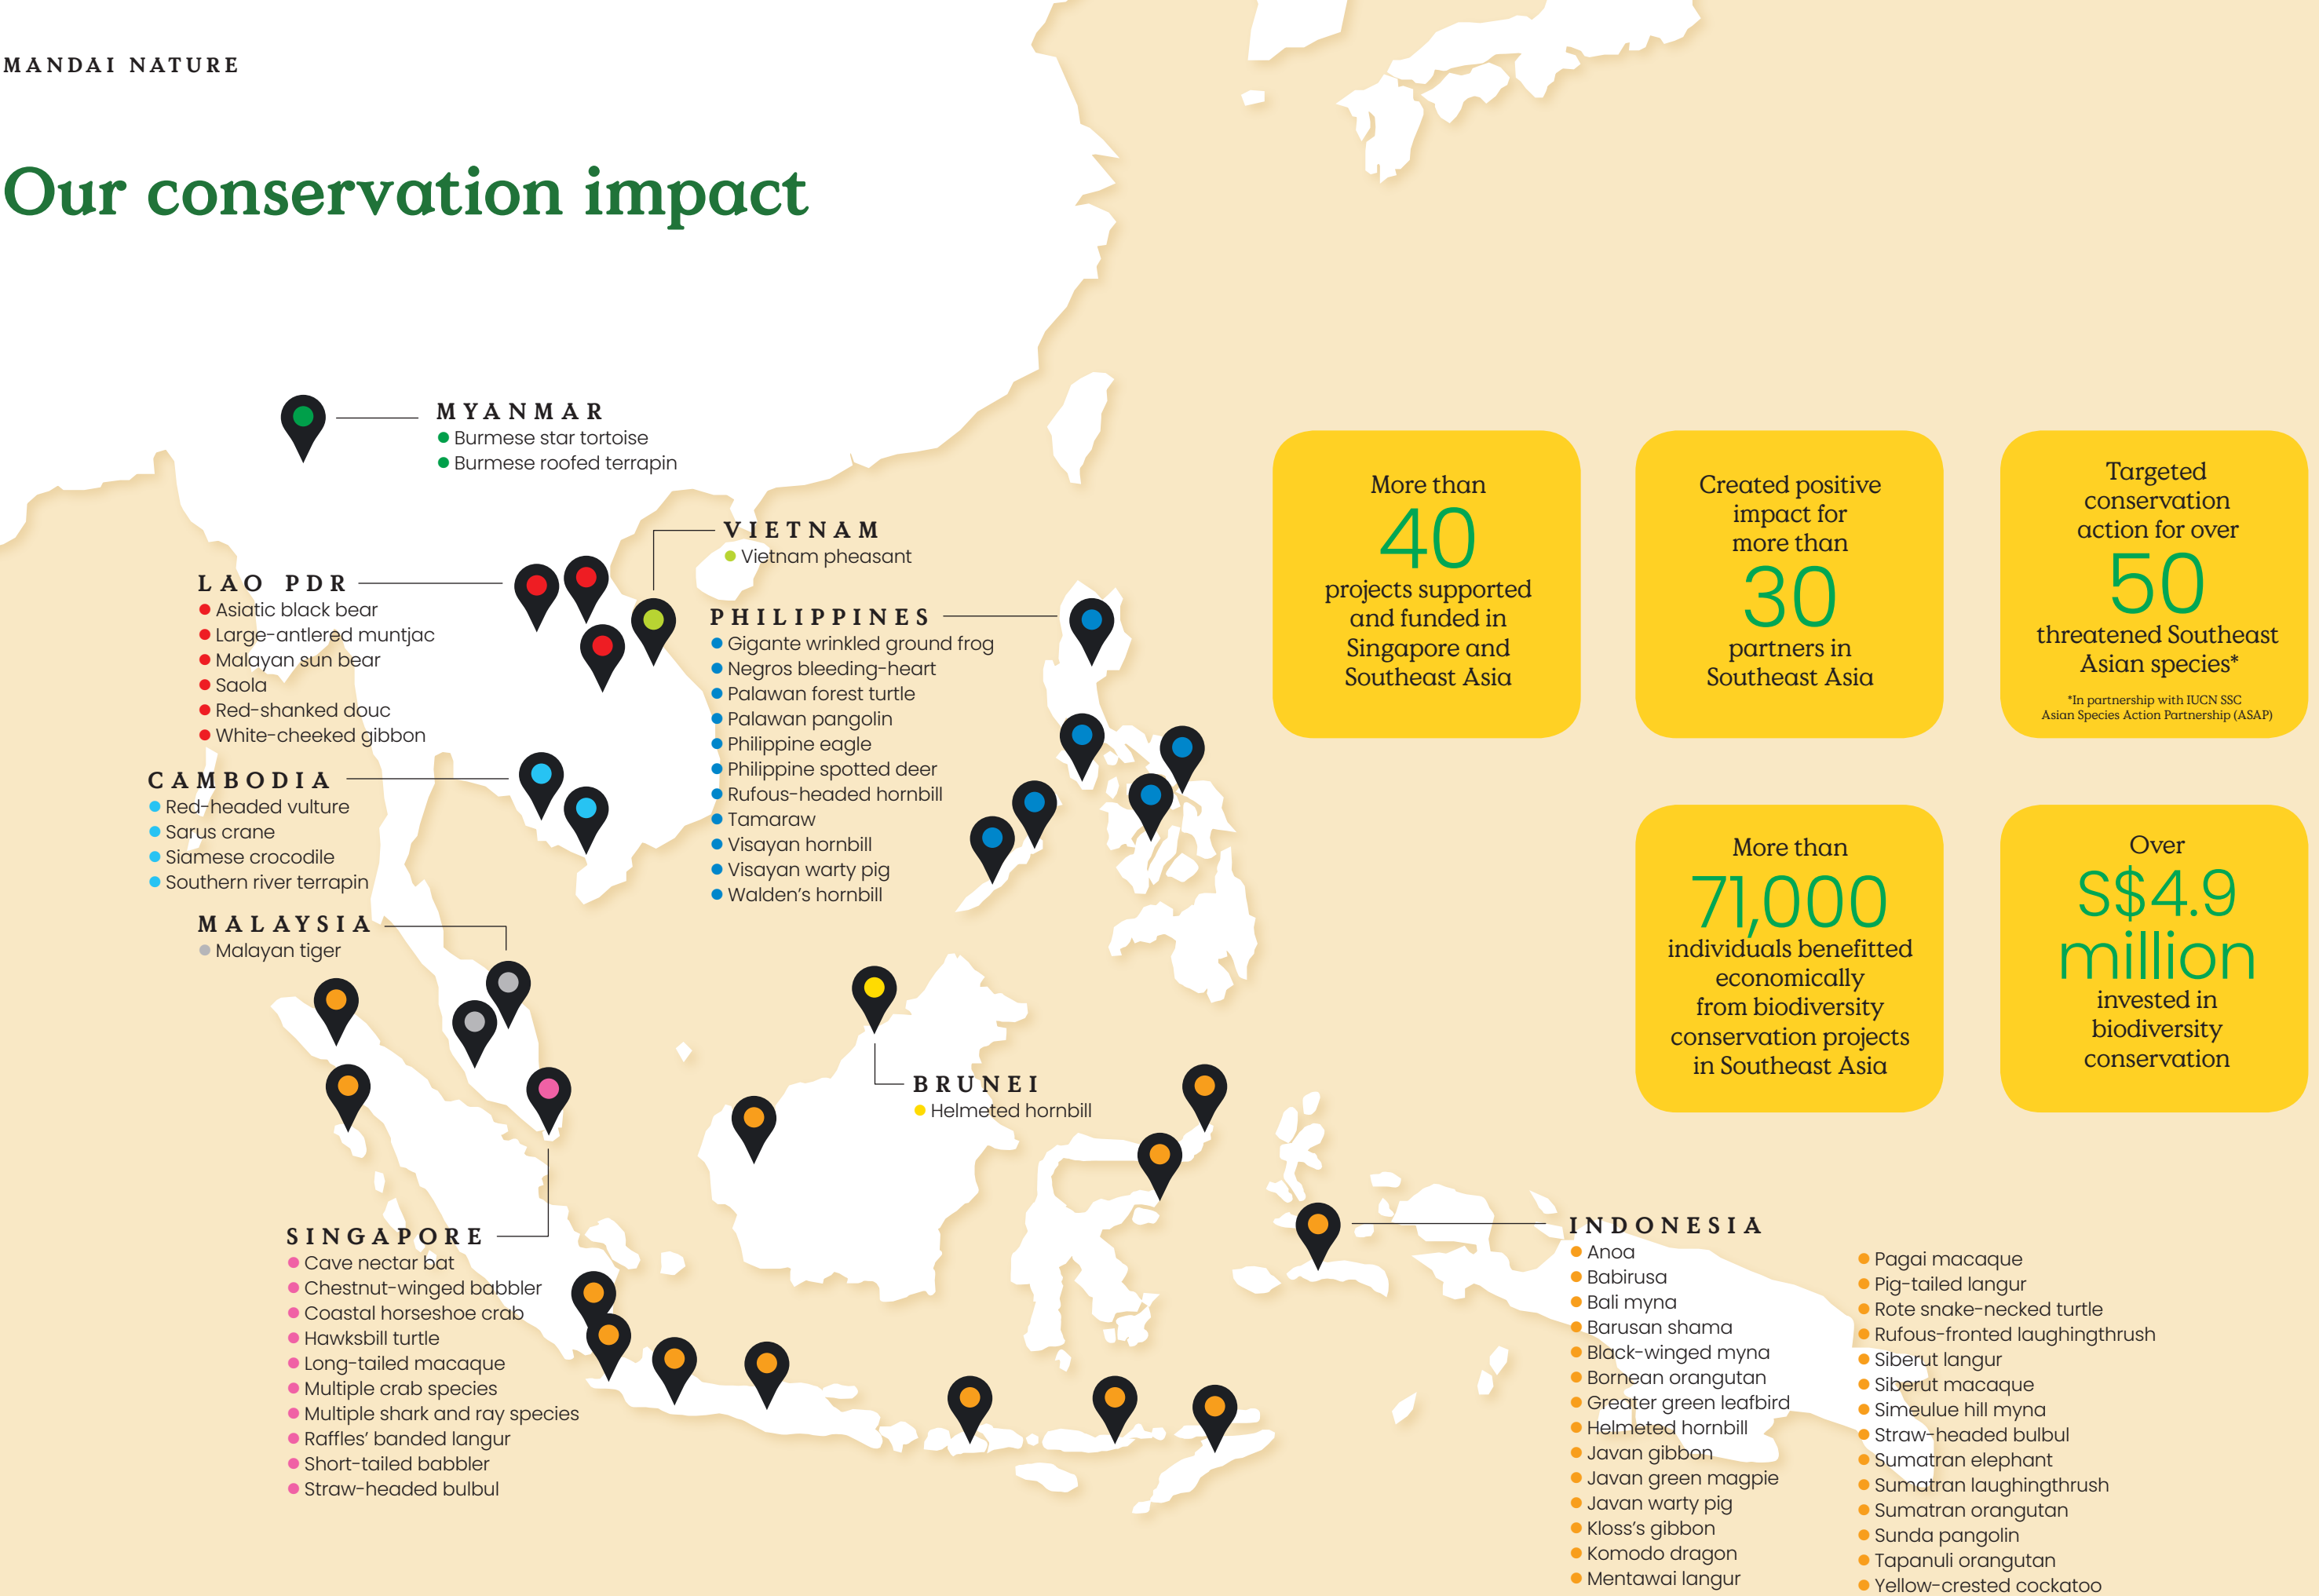 MANDAI NATURE
Our conservation impact
MYANMAR
Burmese star tortoise
Burmese roofed terrapin
VIETNAM
Vietnam pheasant
LAO PDR
Asiatic black bear
Large-antlered muntjac
Malayan sun bear
Saola
Red-shanked douc
White-cheeked gibbon
PHILIPPINES
Gigante wrinkled ground frog
Negros bleeding-heart
Palawan forest turtle
Palawan pangolin
Philippine eagle
Philippine spotted deer
Rufous-headed hornbill
Tamaraw
Visayan hornbill
Visayan warty pig
Walden’s hornbill
CAMBODIA
Red-headed vulture
Sarus crane
Siamese crocodile
Southern river terrapin
MALAYSIA
Malayan tiger
BRUNEI
Helmeted hornbill
SINGAPORE
Cave nectar bat
Chestnut-winged babbler
Coastal horseshoe crab
Hawksbill turtle
Long-tailed macaque
Multiple crab species
Multiple shark and ray species
Raffles’ banded langur
Short-tailed babbler
Straw-headed bulbul
More than
40
projects supported
and funded in
Singapore and
Southeast Asia
Created positive
impact for
more than
30
partners in
Southeast Asia
Targeted
conservation
action for over
50
threatened Southeast
Asian species*
*In partnership with IUCN SSC
Asian Species Action Partnership (ASAP)
More than
71,000
individuals benefitted
economically
from biodiversity
conservation projects
in Southeast Asia
Over
S$4.9
million
invested in
biodiversity
conservation
INDONESIA
Anoa
Babirusa
Bali myna
Barusan shama
Black-winged myna
Bornean orangutan
Greater green leafbird
Helmeted hornbill
Javan gibbon
Javan green magpie
Javan warty pig
Kloss’s gibbon
Komodo dragon
Mentawai langur
Pagai macaque
Pig-tailed langur
Rote snake-necked turtle
Rufous-fronted laughingthrush
Siberut langur
Siberut macaque
Simeulue hill myna
Straw-headed bulbul
Sumatran elephant
Sumatran laughingthrush
Sumatran orangutan
Sunda pangolin
Tapanuli orangutan
Yellow-crested cockatoo